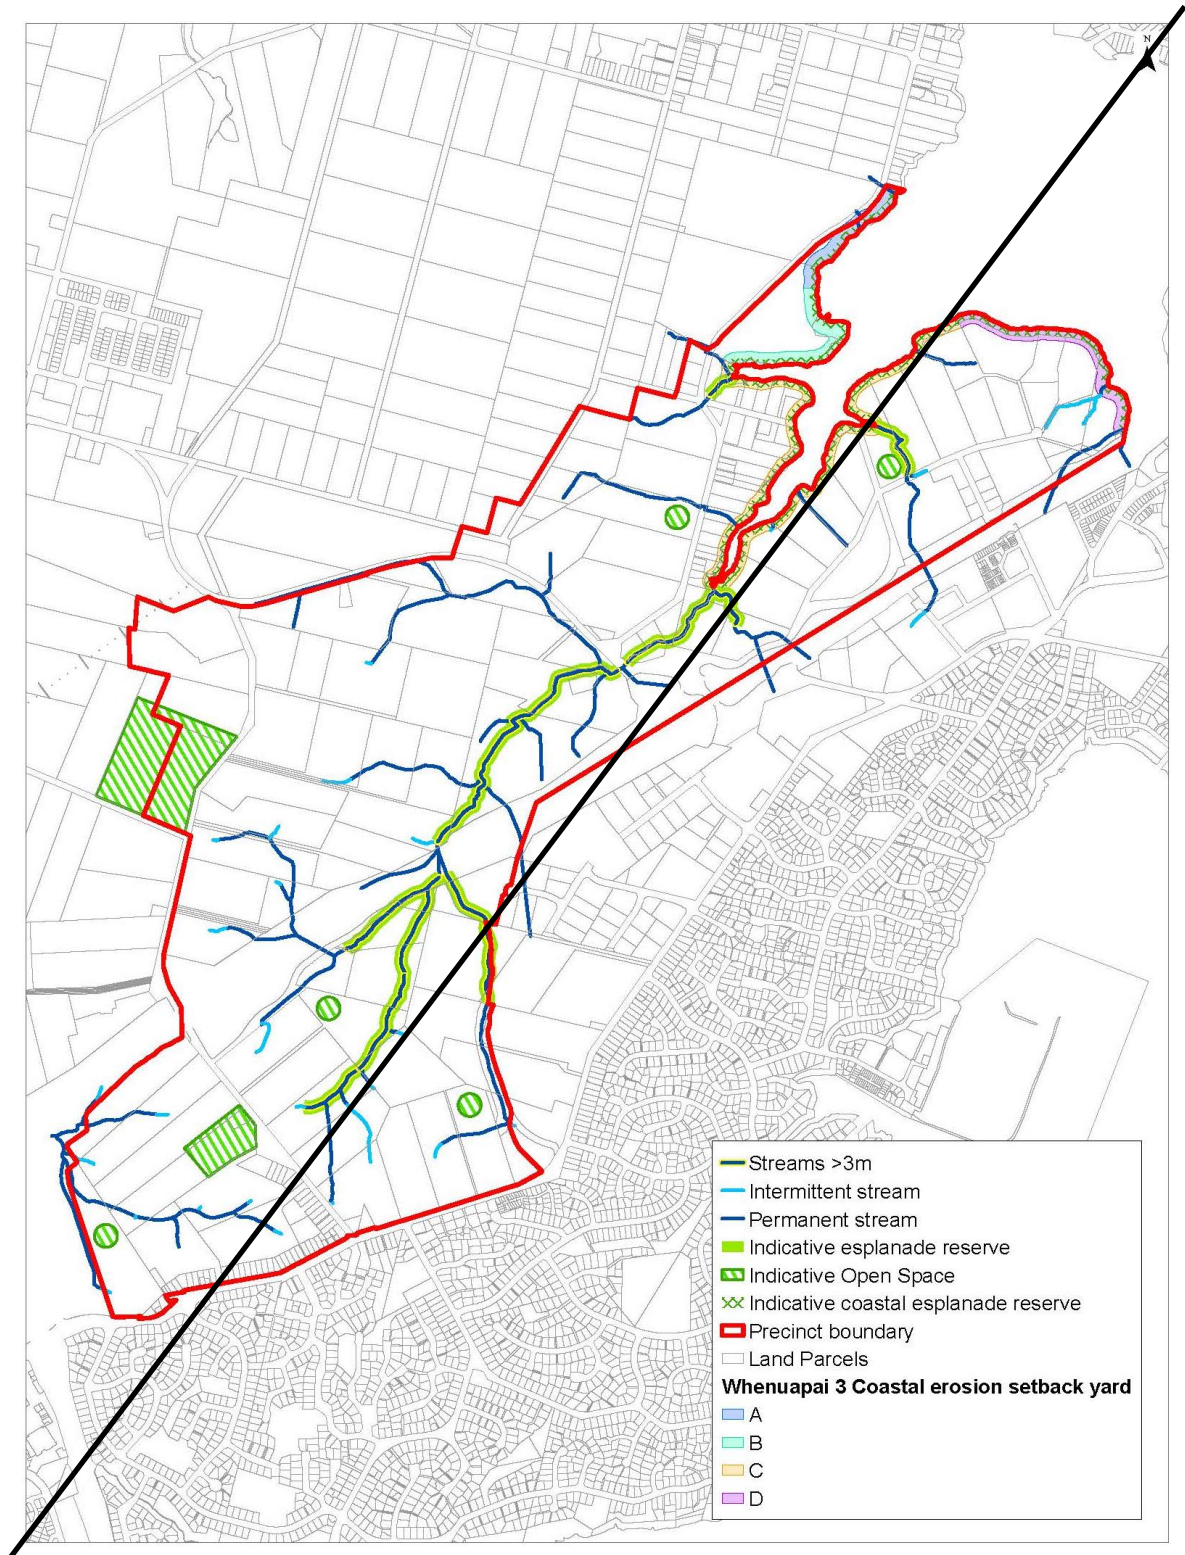 N
Streams >3m
Intermittent stream
Permanent stream
Indicative esplanade reserve
Indicative Open Space
Indicative coastal esplanade reserve
Precinct boundary
Land Parcels
Whenuapai 3 Coastal erosion setback yard
A
B
C
D